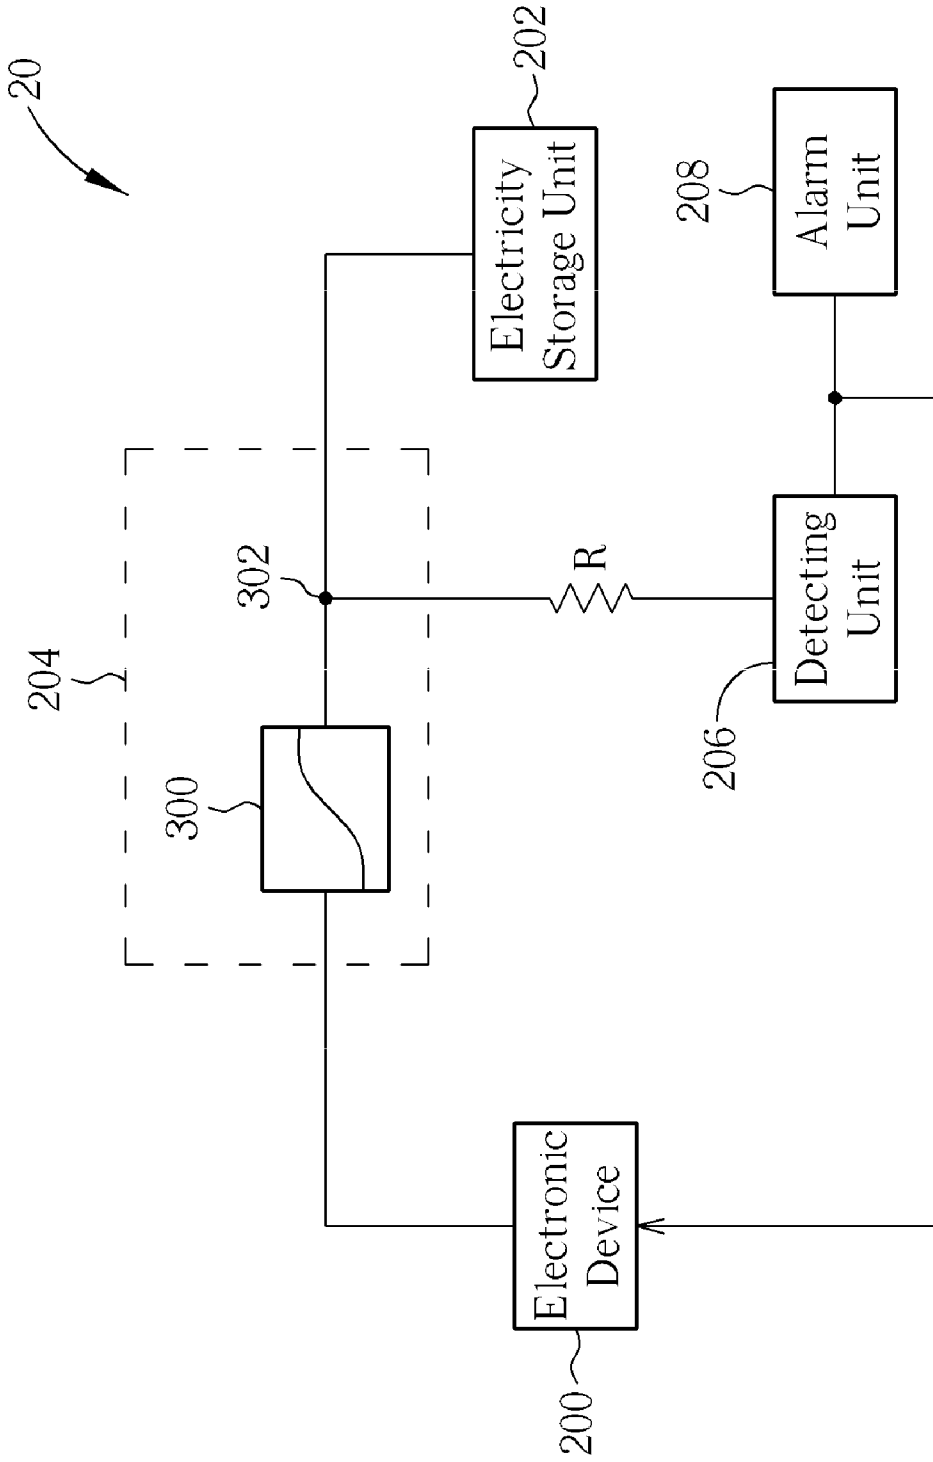 20
204
300
302
202
Electricity
Storage Unit
R
208
Alarm
Unit
206
Detecting
Unit
Electronic
Device
200